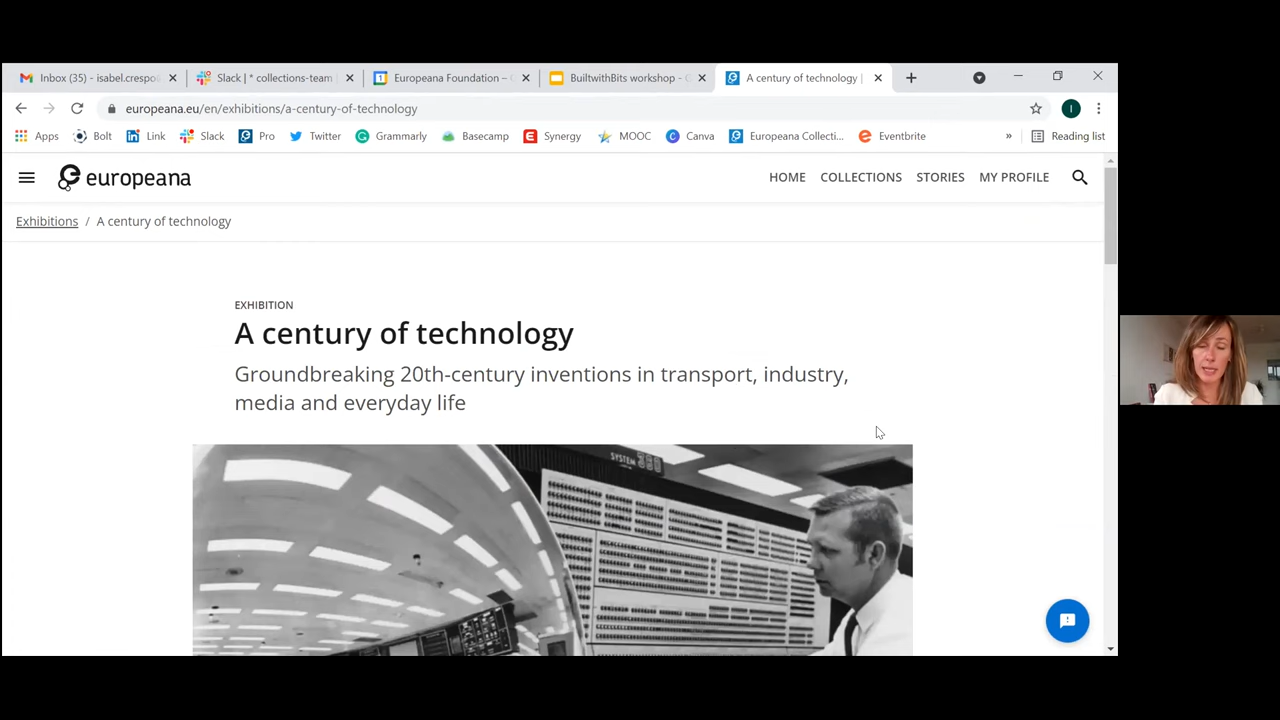 Inbox (35) - isabel.crespo
Slack | * collections-team
Europeana Foundation –
BuiltwithBits workshop -
A century of technology |
europeana.eu/en/exhibitions/a-century-of-technology
Apps Bolt Link Slack Pro Twitter Grammarly Basecamp Synergy MOOC Canva Europeana Collecti... Eventbrite » Reading list
europeana HOME COLLECTIONS STORIES MY PROFILE
Exhibitions / A century of technology
EXHIBITION
A century of technology
Groundbreaking 20th-century inventions in transport, industry,
media and everyday life
SYSTEM